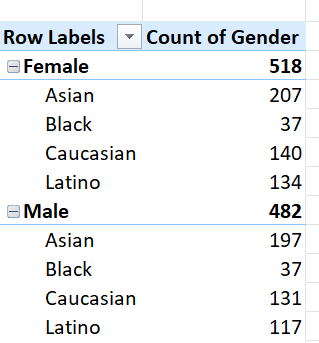 Row Labels Count of Gender
Female 518
Asian 207
Black 37
Caucasian 140
Latino 134
Male 482
Asian 197
Black 37
Caucasian 131
Latino 117